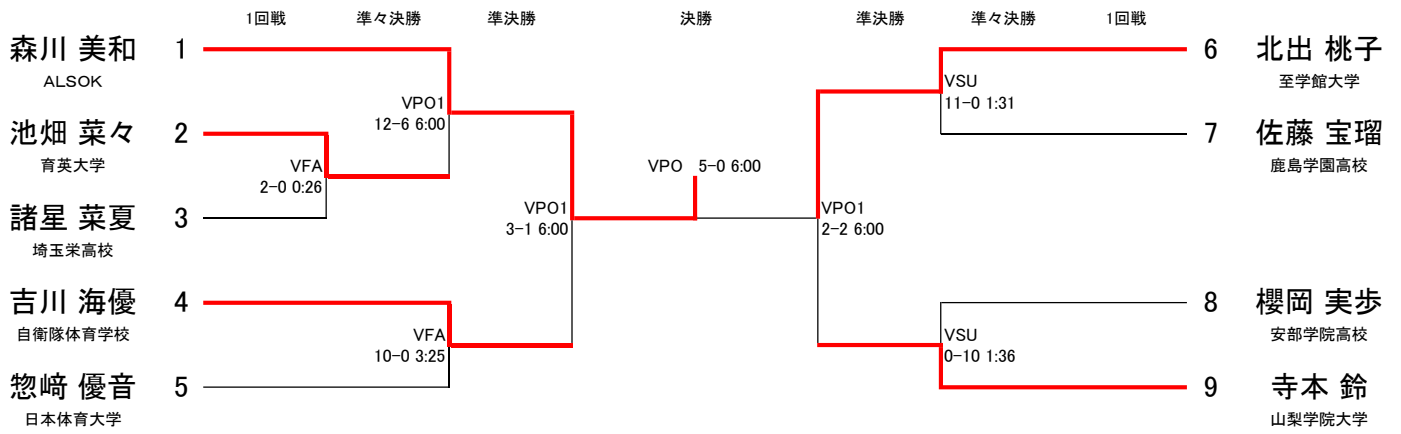 1回戦 準々決勝 準決勝 決勝 準決勝 準々決勝 1回戦
森川 美和 1
ALSOK
VPO1
12-6 6:00
池畑 菜々 2
育英大学
VFA
2-0 0:26
諸星 菜夏 3
埼玉栄高校
VPO1
3-1 6:00
吉川 海優 4
自衛隊体育学校
VFA
10-0 3:25
惣﨑 優音 5
日本体育大学
VPO 5-0 6:00
6 北出 桃子
至学館大学
VSU
11-0 1:31
7 佐藤 宝瑠
鹿島学園高校
VPO1
2-2 6:00
8 櫻岡 実歩
安部学院高校
VSU
0-10 1:36
9 寺本 鈴
山梨学院大学